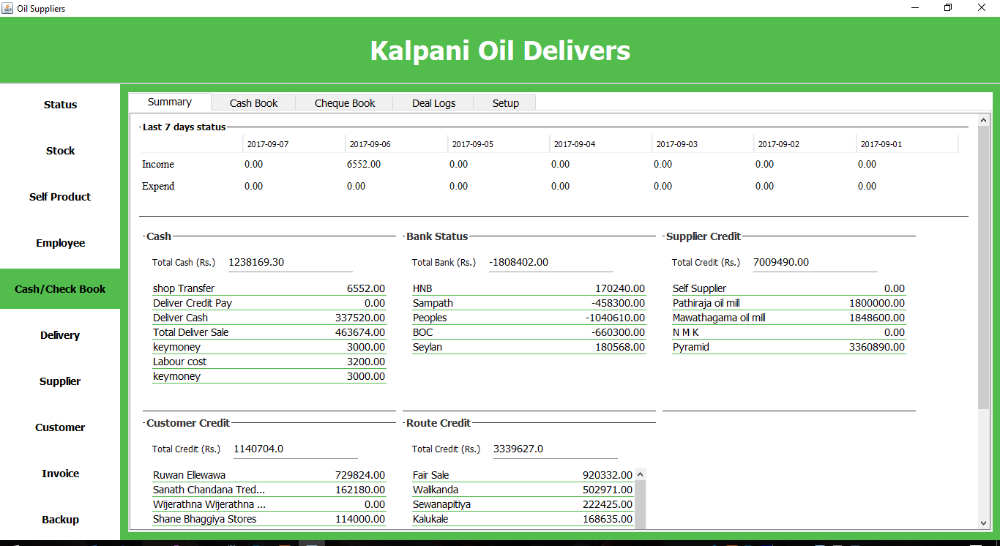 Oil Suppliers
Kalpani Oil Delivers
Status
Stock
Self Product
Employee
Cash/Check Book
Delivery
Supplier
Customer
Invoice
Backup
Summary Cash Book Cheque Book Deal Logs Setup
Last 7 days status
2017-09-07 2017-09-06 2017-09-05 2017-09-04 2017-09-03 2017-09-02 2017-09-01
Income 0.00 6552.00 0.00 0.00 0.00 0.00 0.00
Expend 0.00 0.00 0.00 0.00 0.00 0.00 0.00
Cash
Total Cash (Rs.) 1238169.30
shop Transfer 6552.00
Deliver Credit Pay 0.00
Deliver Cash 337520.00
Total Deliver Sale 463674.00
keymoney 3000.00
Labour cost 3200.00
keymoney 3000.00
Bank Status
Total Bank (Rs.) -1808402.00
HNB 170240.00
Sampath -458300.00
Peoples -1040610.00
BOC -660300.00
Seylan 180568.00
Supplier Credit
Total Credit (Rs.) 7009490.00
Self Supplier 0.00
Pathiraja oil mill 1800000.00
Mawathagama oil mill 1848600.00
N M K 0.00
Pyramid 3360890.00
Customer Credit
Total Credit (Rs.) 1140704.0
Ruwan Ellewawa 729824.00
Sanath Chandana Tred... 162180.00
Wijerathna Wijerathna ... 0.00
Shane Bhaggiya Stores 114000.00
Route Credit
Total Credit (Rs.) 3339627.0
Fair Sale 920332.00
Walikanda 502971.00
Sewanapitiya 222425.00
Kalukale 168635.00